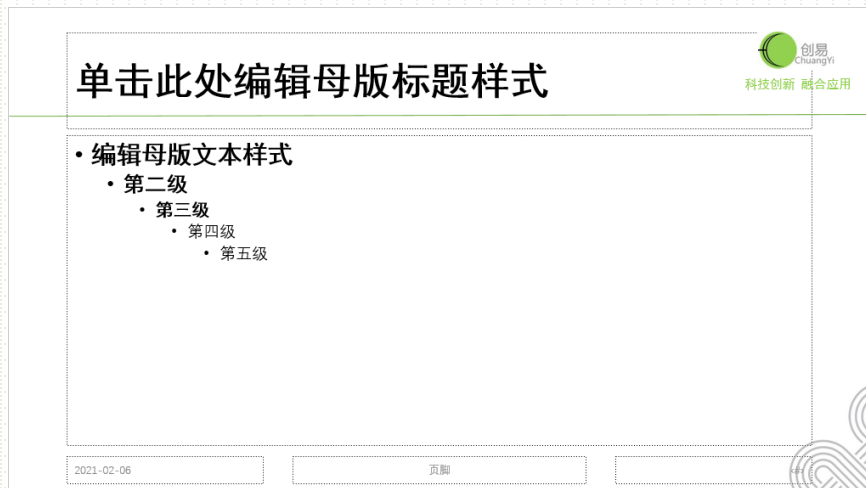 创易
ChuangYi
科技创新 融合应用
单击此处编辑母版标题样式
• 编辑母版文本样式
• 第二级
• 第三级
• 第四级
• 第五级
2021-02-06
页脚